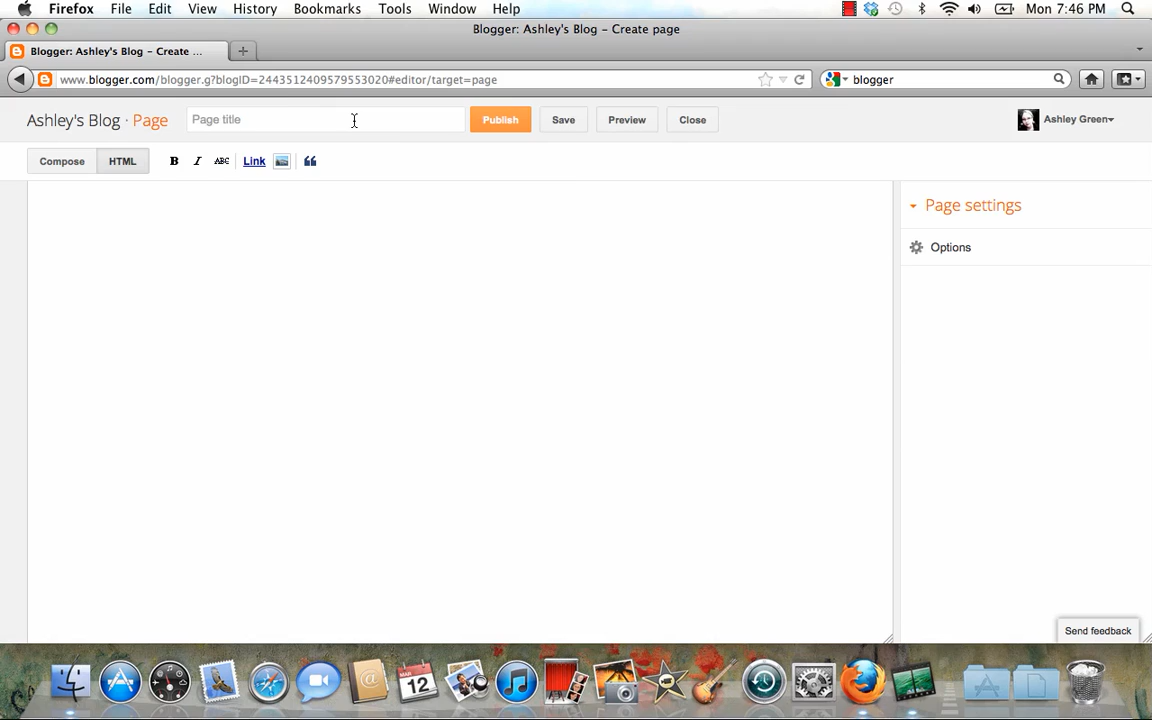 Firefox File Edit View History Bookmarks Tools Window Help Mon 7:46 PM
Blogger: Ashley's Blog – Create page
Blogger: Ashley's Blog – Create ...
www.blogger.com/blogger.g?blogID=2443512409579553020#editor/target=page
blogger
Ashley's Blog · Page
Page title
Publish
Save
Preview
Close
Ashley Green
Compose
HTML
B I ABC Link
Page settings
Options
Send feedback
MAR
12